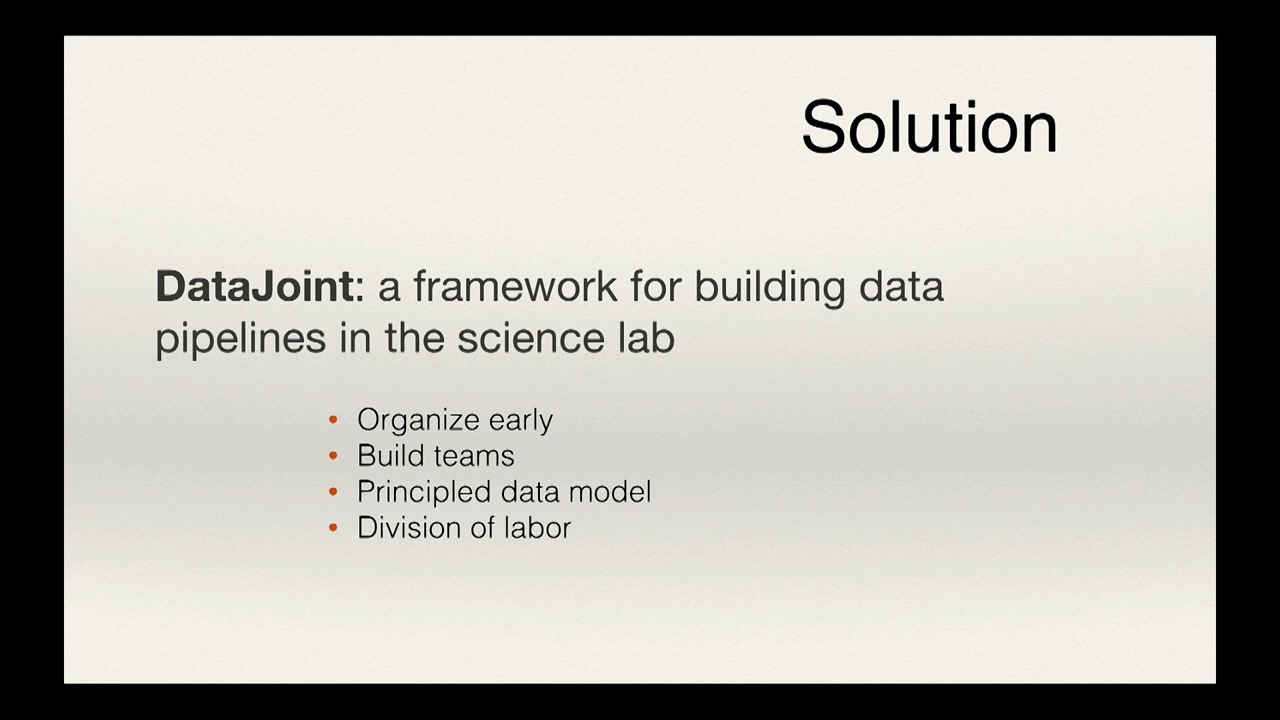 Solution
DataJoint: a framework for building data
pipelines in the science lab
• Organize early
• Build teams
• Principled data model
• Division of labor